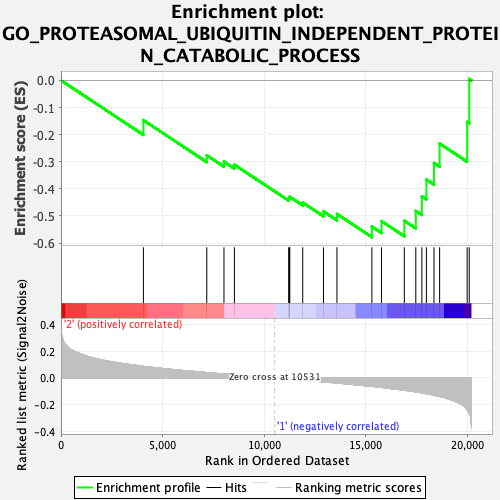 Enrichment plot:
GO_PROTEASOMAL_UBIQUITIN_INDEPENDENT_PROTEI
N_CATABOLIC_PROCESS
Enrichment score (ES)
0.0
-0.1
-0.2
-0.3
-0.4
-0.5
-0.6
Ranked list metric (Signal2Noise)
'2' (positively correlated)
0.4
0.2
0.0
-0.2
-0.4
Zero cross at 10531
'1' (negatively correlated)
0
5,000
10,000
15,000
20,000
Rank in Ordered Dataset
Enrichment profile
Hits
Ranking metric scores